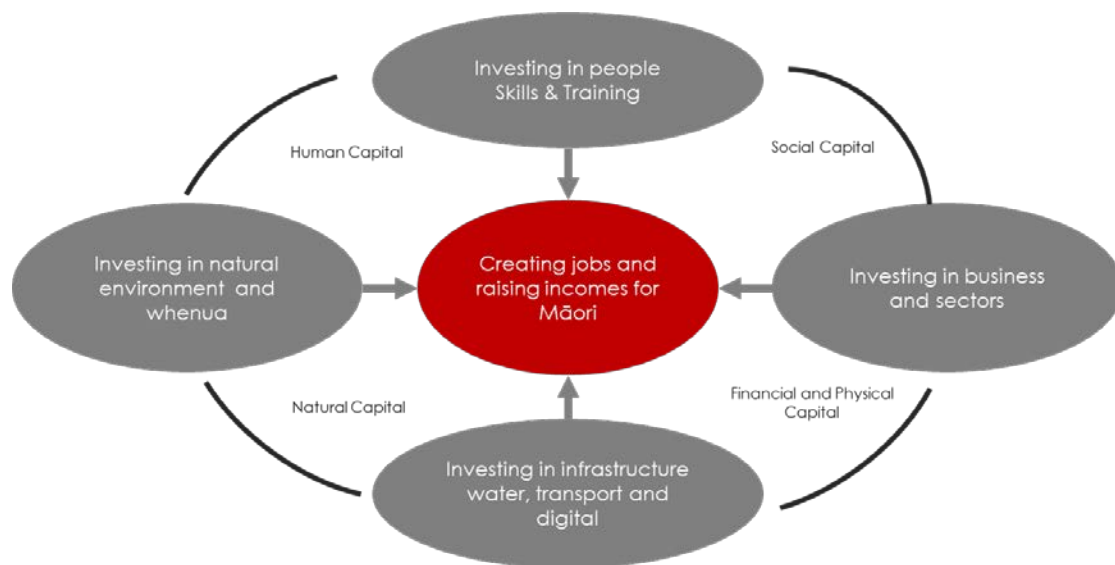 Investing in people
Skills & Training
Human Capital
Social Capital
Investing in natural
environment and
whenua
Creating jobs and
raising incomes for
Māori
Investing in business
and sectors
Natural Capital
Financial and Physical
Capital
Investing in infrastructure
water, transport and
digital